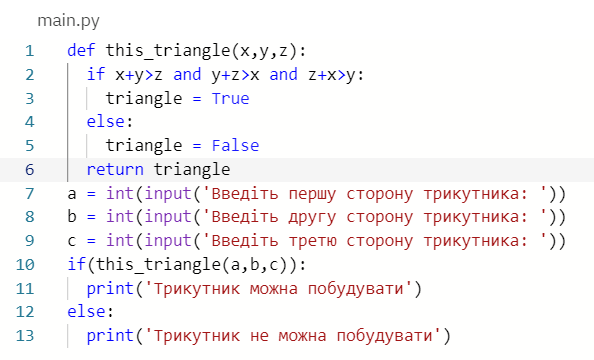 main.py
1 def this_triangle(x,y,z):
2 if x+y>z and y+z>x and z+x>y:
3 triangle = True
4 else:
5 triangle = False
6 return triangle
7 a = int(input('Введіть першу сторону трикутника: '))
8 b = int(input('Введіть другу сторону трикутника: '))
9 c = int(input('Введіть третю сторону трикутника: '))
10 if(this_triangle(a,b,c)):
11 print('Трикутник можна побудувати')
12 else:
13 print('Трикутник не можна побудувати')